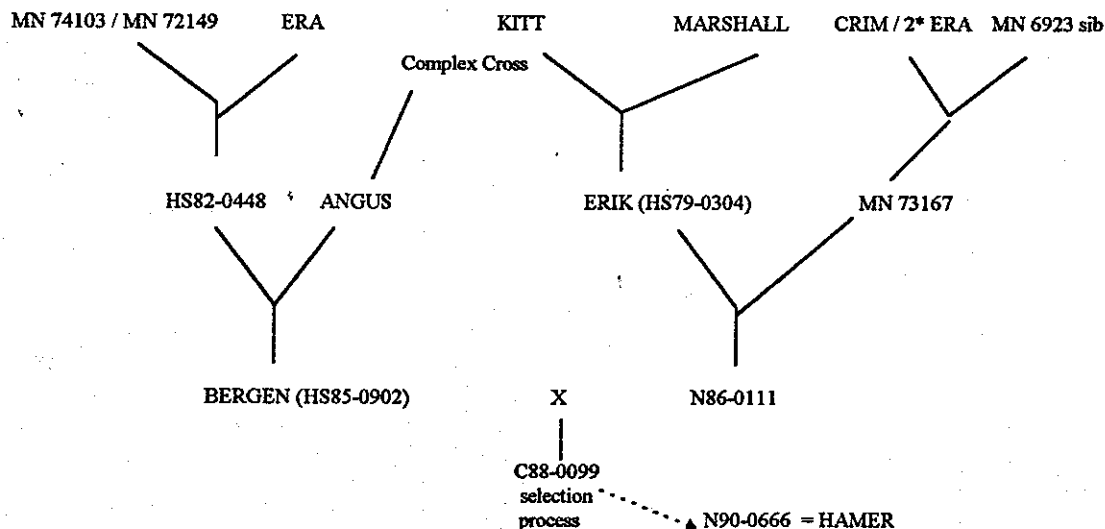 MN 74103 / MN 72149 ERA KITT MARSHALL CRIM / 2* ERA MN 6923 sib
Complex Cross
HS82-0448 ANGUS ERIK (HS79-0304) MN 73167
BERGEN (HS85-0902) X N86-0111
C88-0099
selection
process N90-0666 = HAMER